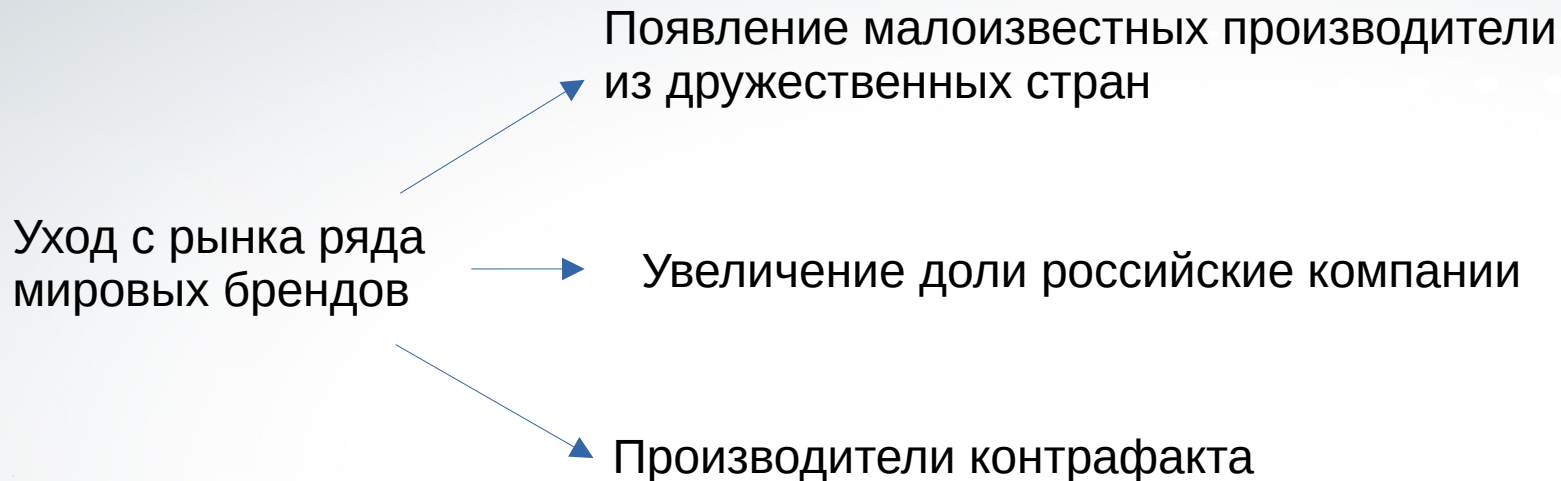 Появление малоизвестных производители
из дружественных стран
Уход с рынка ряда
мировых брендов
Увеличение доли российские компании
Производители контрафакта